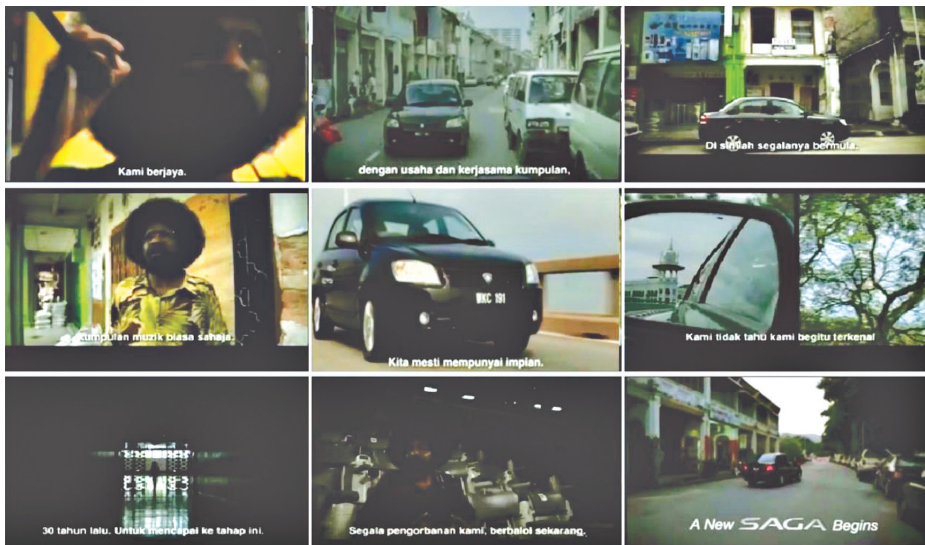 Kami berjaya.
dengan usaha dan kerjasama kumpulan,
Di sinilah segalanya bermula.
kumpulan muzik biasa sahaja.
WKC 191
Kita mesti mempunyai impian.
Kami tidak tahu kami begitu terkenal
30 tahun lalu. Untuk mencapai ke tahap ini.
Segala pengorbanan kami, berbaloi sekarang.
A New SAGA Begins